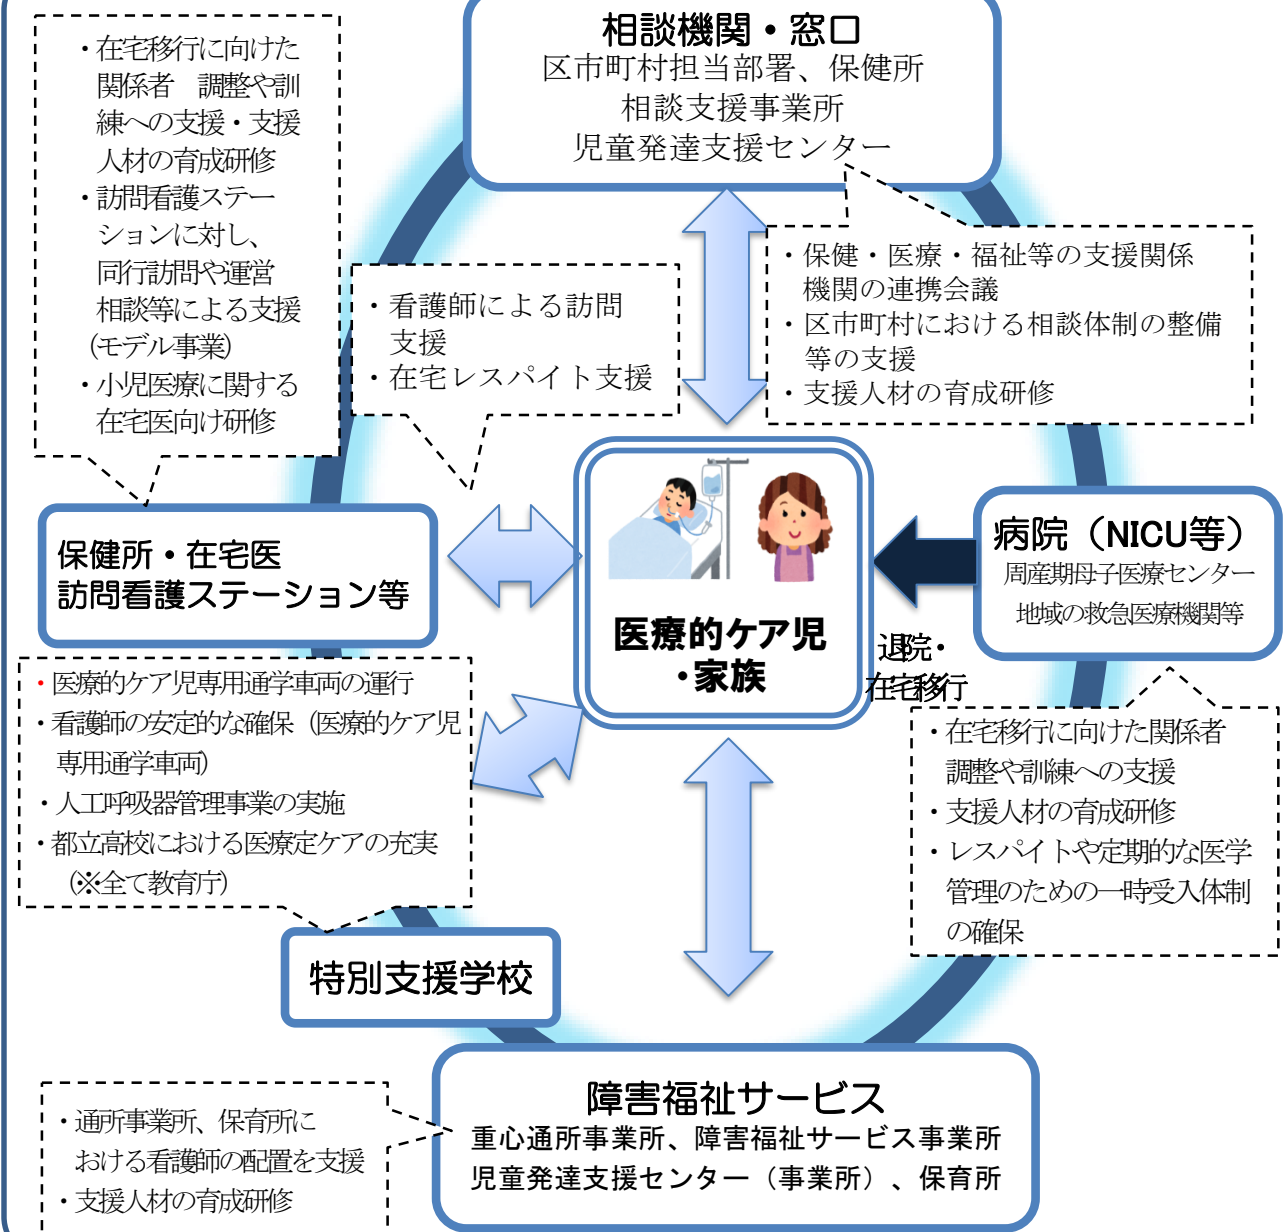 相談機関・窓口
区市町村担当部署、保健所
相談支援事業所
児童発達支援センター
・在宅移行に向けた
関係者　調整や訓
練への支援・支援
人材の育成研修
・訪問看護ステー
ションに対し、
同行訪問や運営
相談等による支援
（モデル事業）
・小児医療に関する
在宅医向け研修
・看護師による訪問
支援
・在宅レスパイト支援
・保健・医療・福祉等の支援関係
機関の連携会議
・区市町村における相談体制の整備
等の支援
・支援人材の育成研修
保健所・在宅医
訪問看護ステーション等
医療的ケア児
・家族
病院（NICU等）
周産期母子医療センター
地域の救急医療機関等
退院・
在宅移行
・医療的ケア児専用通学車両の運行
・看護師の安定的な確保（医療的ケア児
専用通学車両）
・人工呼吸器管理事業の実施
・都立高校における医療定ケアの充実
（※全て教育庁）
・在宅移行に向けた関係者
調整や訓練への支援
・支援人材の育成研修
・レスパイトや定期的な医学
管理のための一時受入体制
の確保
特別支援学校
障害福祉サービス
重心通所事業所、障害福祉サービス事業所
児童発達支援センター（事業所）、保育所
・通所事業所、保育所に
おける看護師の配置を支援
・支援人材の育成研修